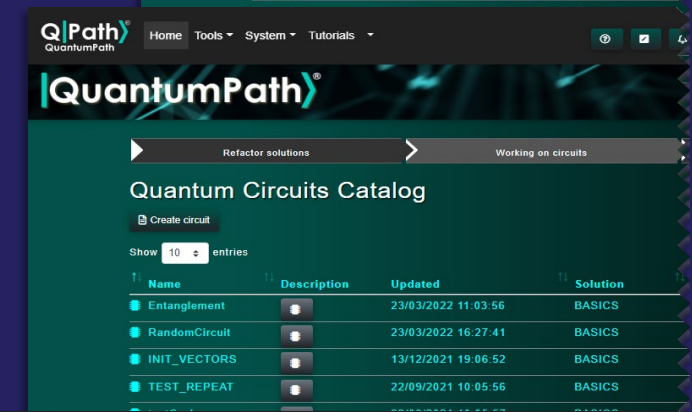 Q|Path⟩®
QuantumPath
Home Tools System Tutorials
|QuantumPath⟩®
Refactor solutions Working on circuits
Quantum Circuits Catalog
Create circuit
Show 10 entries
Name Description Updated Solution
Entanglement 23/03/2022 11:03:56 BASICS
RandomCircuit 23/03/2022 16:27:41 BASICS
INIT_VECTORS 13/12/2021 19:06:52 BASICS
TEST_REPEAT 22/09/2021 10:05:56 BASICS